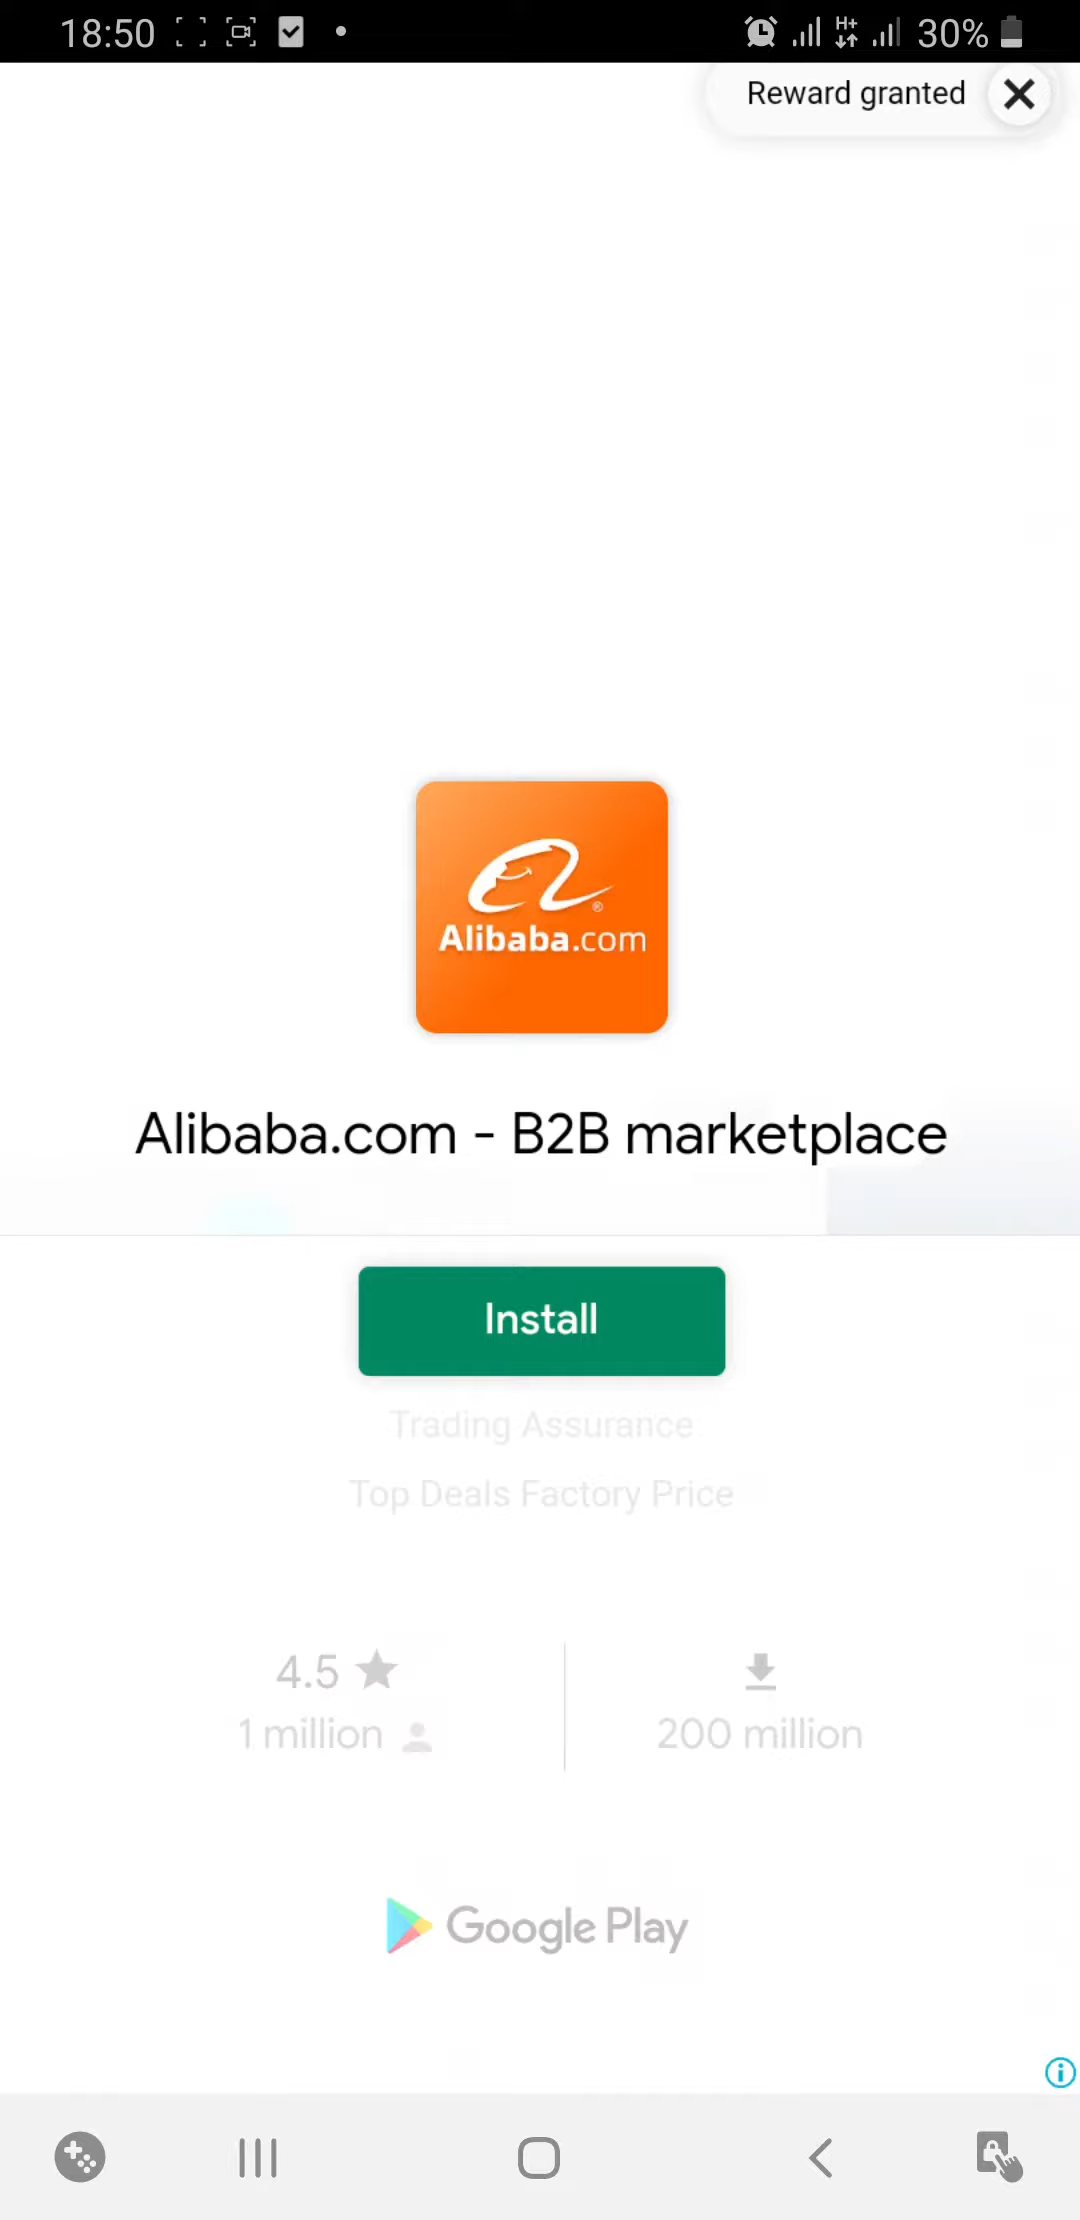 18:50 H+ 30%
Reward granted
Alibaba.com
Alibaba.com - B2B marketplace
Install
Trading Assurance
Top Deals Factory Price
4.5
1 million
200 million
Google Play